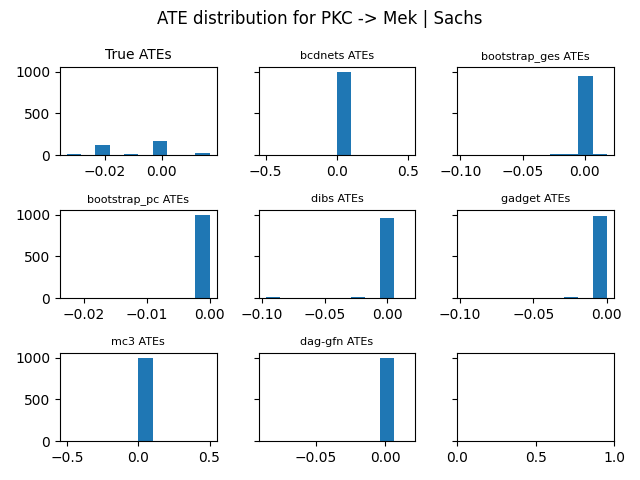 ATE distribution for PKC -> Mek | Sachs
True ATEs
bcdnets ATEs
bootstrap_ges ATEs
1000
500
0
−0.02 0.00
−0.5 0.0 0.5
−0.10 −0.05 0.00
bootstrap_pc ATEs
dibs ATEs
gadget ATEs
1000
500
0
−0.02 −0.01 0.00
−0.10 −0.05 0.00
−0.10 −0.05 0.00
mc3 ATEs
dag-gfn ATEs
1000
500
0
−0.5 0.0 0.5
−0.05 0.00
0.0 0.5 1.0